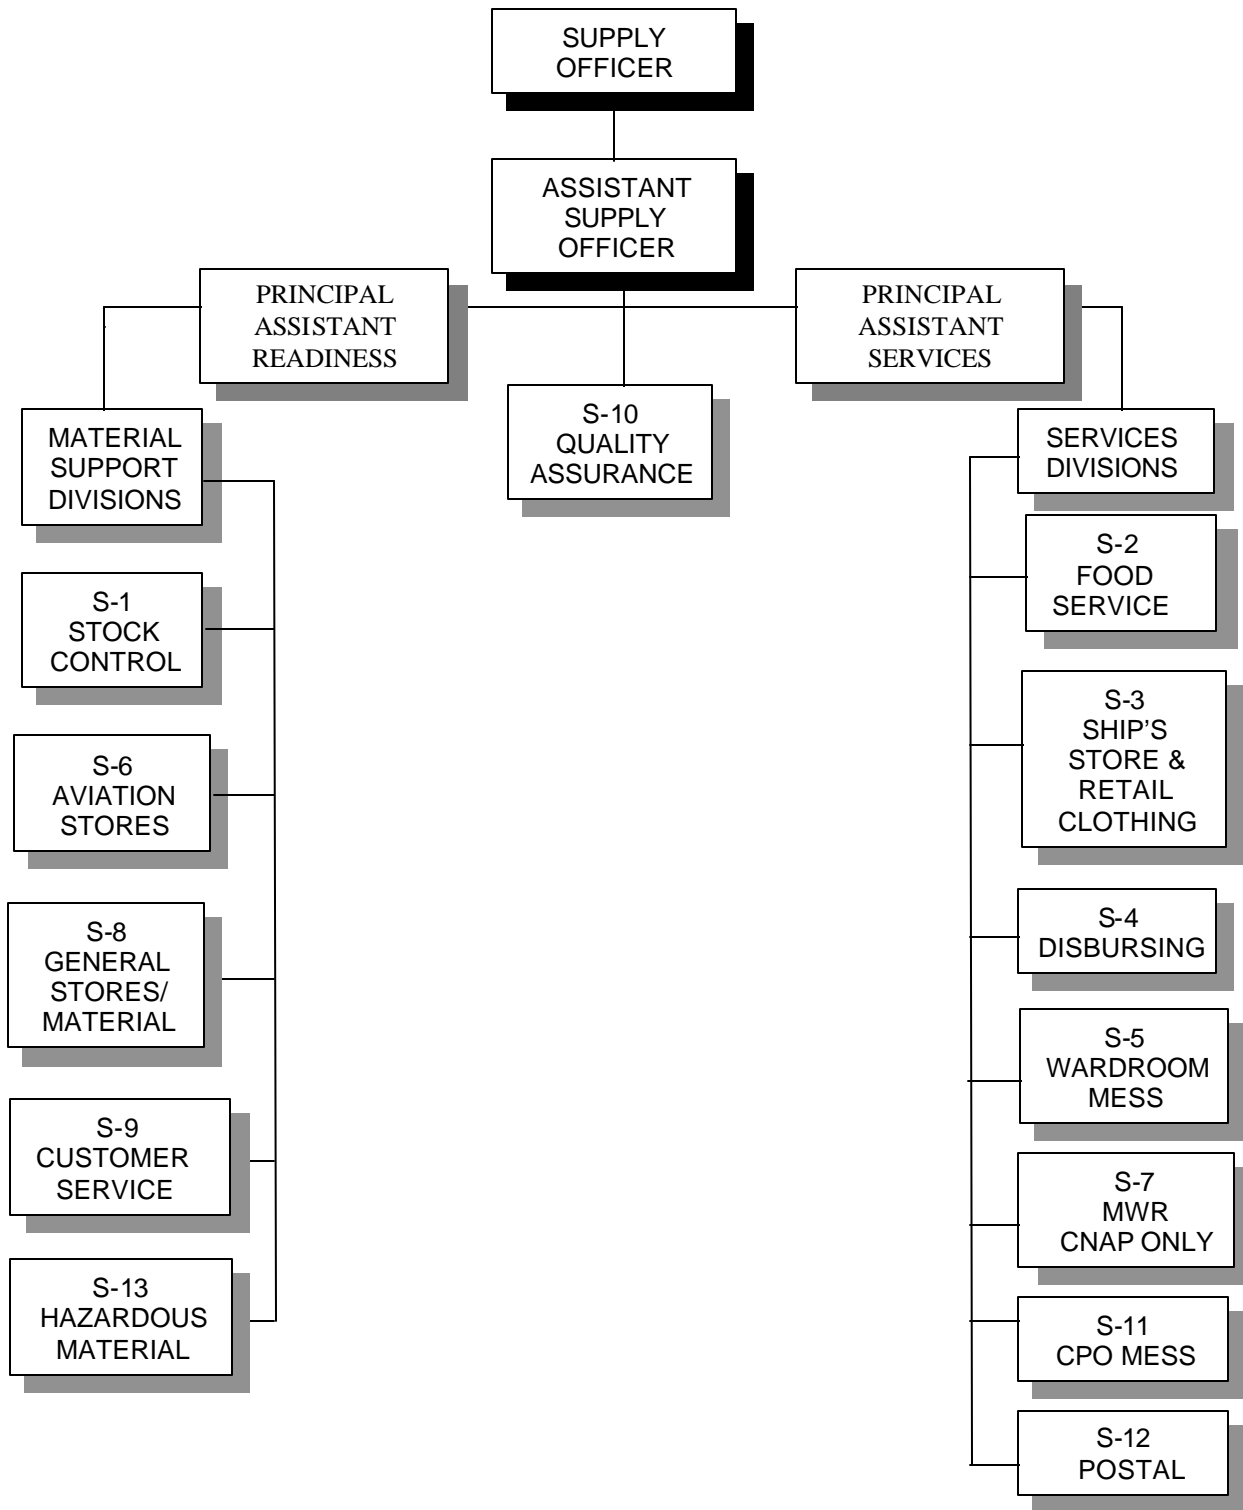 SUPPLY
OFFICER
ASSISTANT
SUPPLY
OFFICER
PRINCIPAL
ASSISTANT
READINESS
PRINCIPAL
ASSISTANT
SERVICES
S-10
QUALITY
ASSURANCE
MATERIAL
SUPPORT
DIVISIONS
S-1
STOCK
CONTROL
S-6
AVIATION
STORES
S-8
GENERAL
STORES/
MATERIAL
S-9
CUSTOMER
SERVICE
S-13
HAZARDOUS
MATERIAL
SERVICES
DIVISIONS
S-2
FOOD
SERVICE
S-3
SHIP'S
STORE &
RETAIL
CLOTHING
S-4
DISBURSING
S-5
WARDROOM
MESS
S-7
MWR
CNAP ONLY
S-11
CPO MESS
S-12
POSTAL